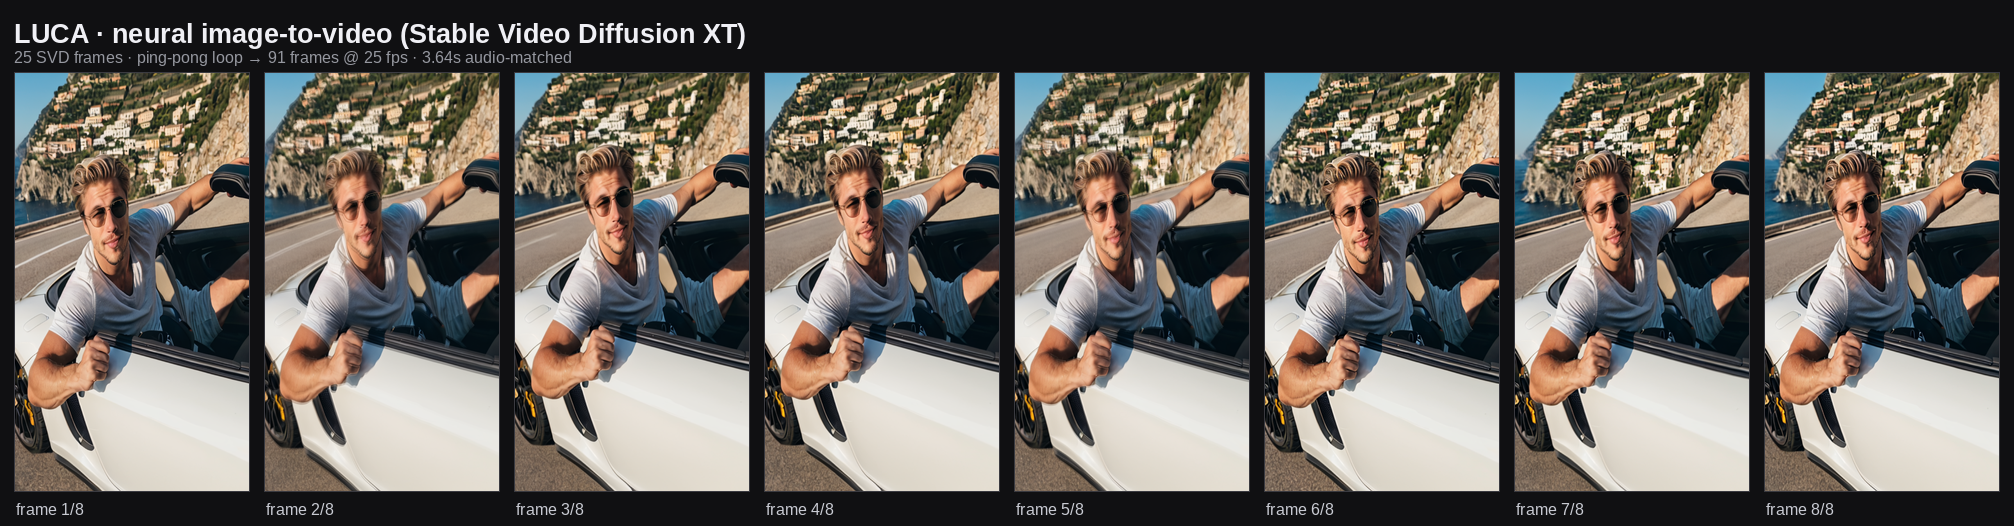 LUCA · neural image-to-video (Stable Video Diffusion XT)
25 SVD frames · ping-pong loop → 91 frames @ 25 fps · 3.64s audio-matched
frame 1/8
frame 2/8
frame 3/8
frame 4/8
frame 5/8
frame 6/8
frame 7/8
frame 8/8